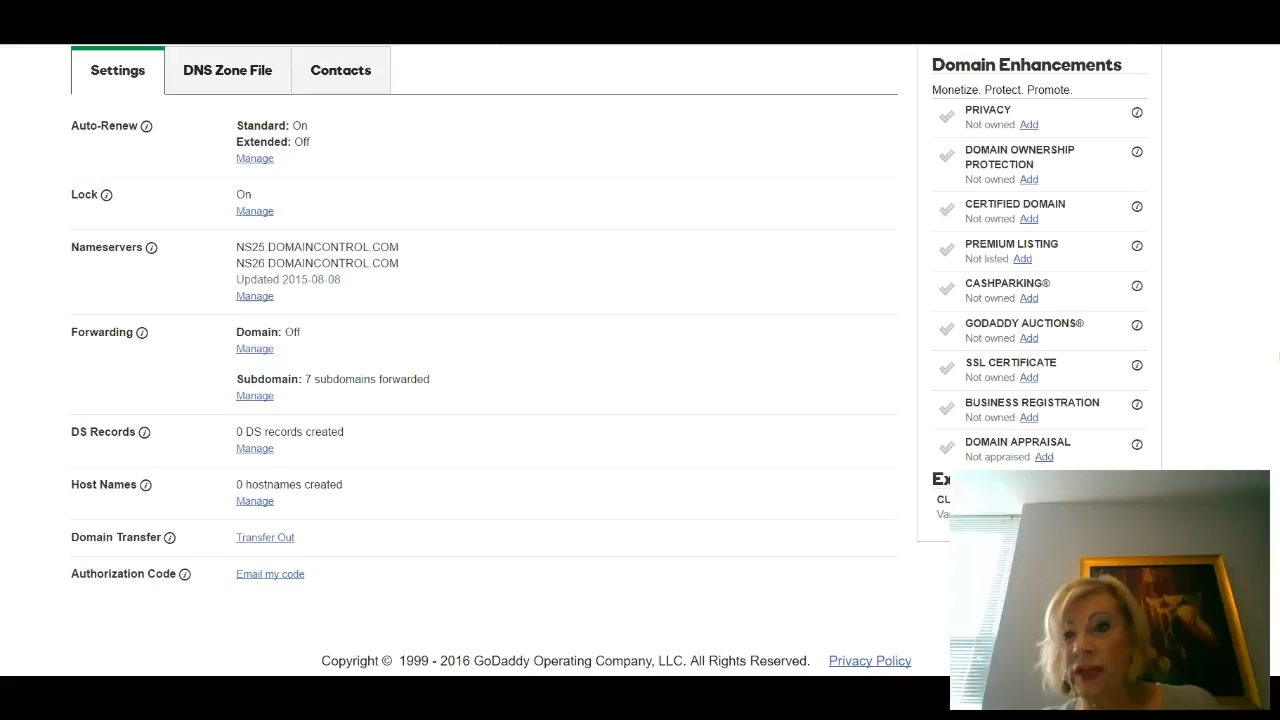 Settings
DNS Zone File
Contacts
Auto-Renew
Standard: On
Extended: Off
Manage
Lock
On
Manage
Nameservers
NS25.DOMAINCONTROL.COM
NS26.DOMAINCONTROL.COM
Updated 2015-08-08
Manage
Forwarding
Domain: Off
Manage
Subdomain: 7 subdomains forwarded
Manage
DS Records
0 DS records created
Manage
Host Names
0 hostnames created
Manage
Domain Transfer
Transfer Out
Authorization Code
Email my code
Domain Enhancements
Monetize. Protect. Promote.
PRIVACY
Not owned Add
DOMAIN OWNERSHIP
PROTECTION
Not owned Add
CERTIFIED DOMAIN
Not owned Add
PREMIUM LISTING
Not listed Add
CASHPARKING®
Not owned Add
GODADDY AUCTIONS®
Not owned Add
SSL CERTIFICATE
Not owned Add
BUSINESS REGISTRATION
Not owned Add
DOMAIN APPRAISAL
Not appraised Add
Copyright © 1999 - 2016 GoDaddy Operating Company, LLC. All Rights Reserved. Privacy Policy